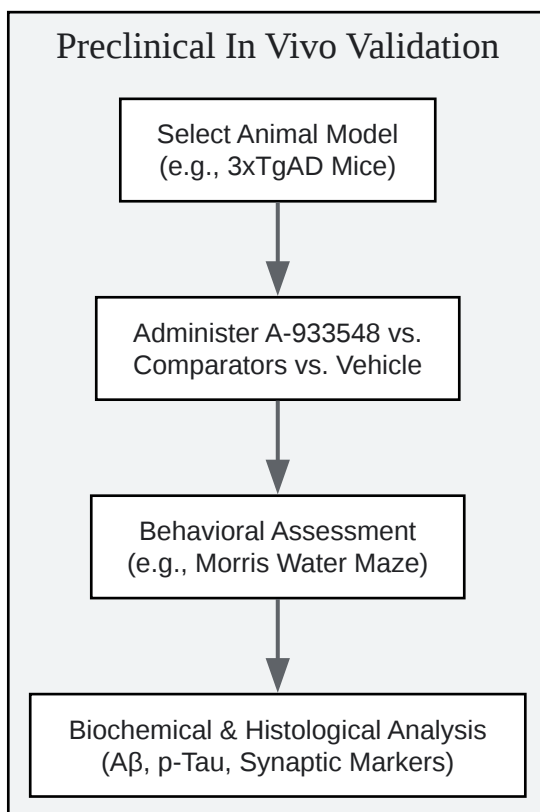 Preclinical In Vivo Validation
Select Animal Model
(e.g., 3xTgAD Mice)
Administer A-933548 vs.
Comparators vs. Vehicle
Behavioral Assessment
(e.g., Morris Water Maze)
Biochemical & Histological Analysis
(Aβ, p-Tau, Synaptic Markers)